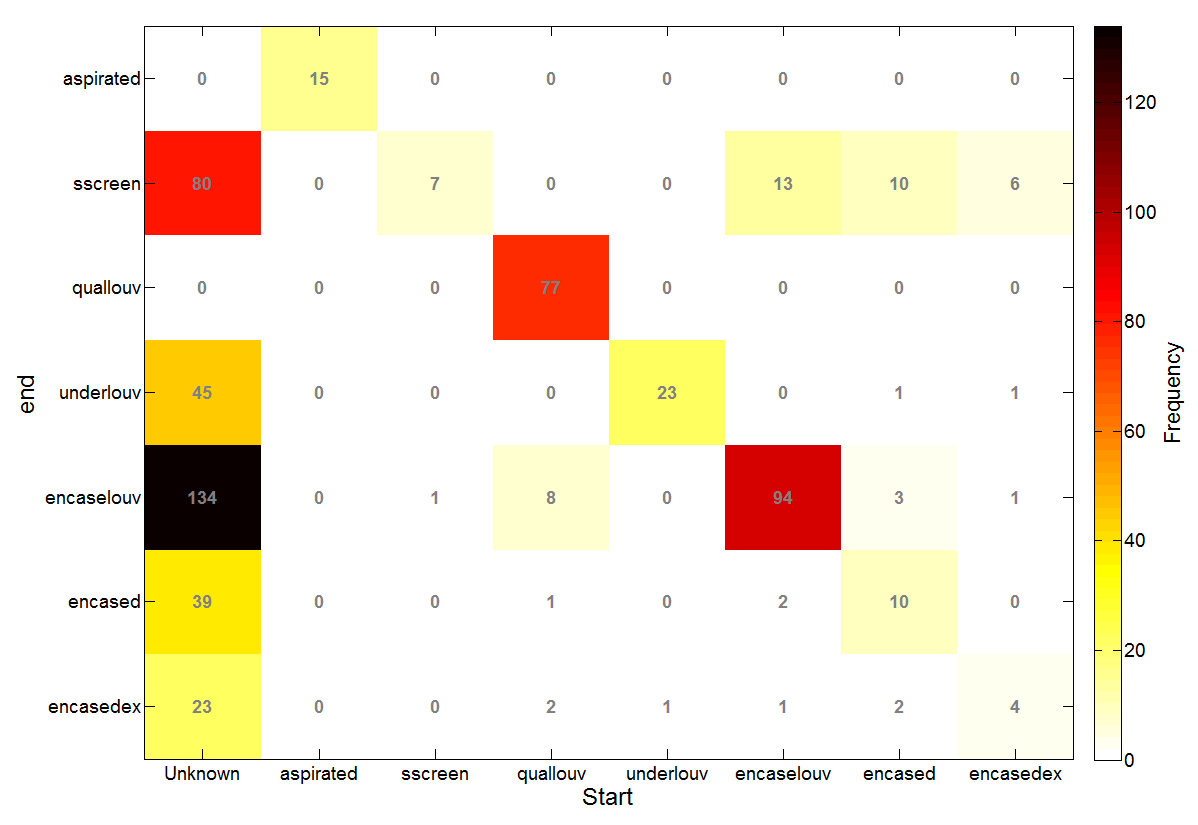 aspirated 0 15 0 0 0 0 0 0
sscreen 80 0 7 0 0 13 10 6
quallouv 0 0 0 77 0 0 0 0
underlouv 45 0 0 0 23 0 1 1
encaselouv 134 0 1 8 0 94 3 1
encased 39 0 0 1 0 2 10 0
encasedex 23 0 0 2 1 1 2 4
Unknown aspirated sscreen quallouv underlouv encaselouv encased encasedex
Start
end
120
100
80
60
40
20
0
Frequency